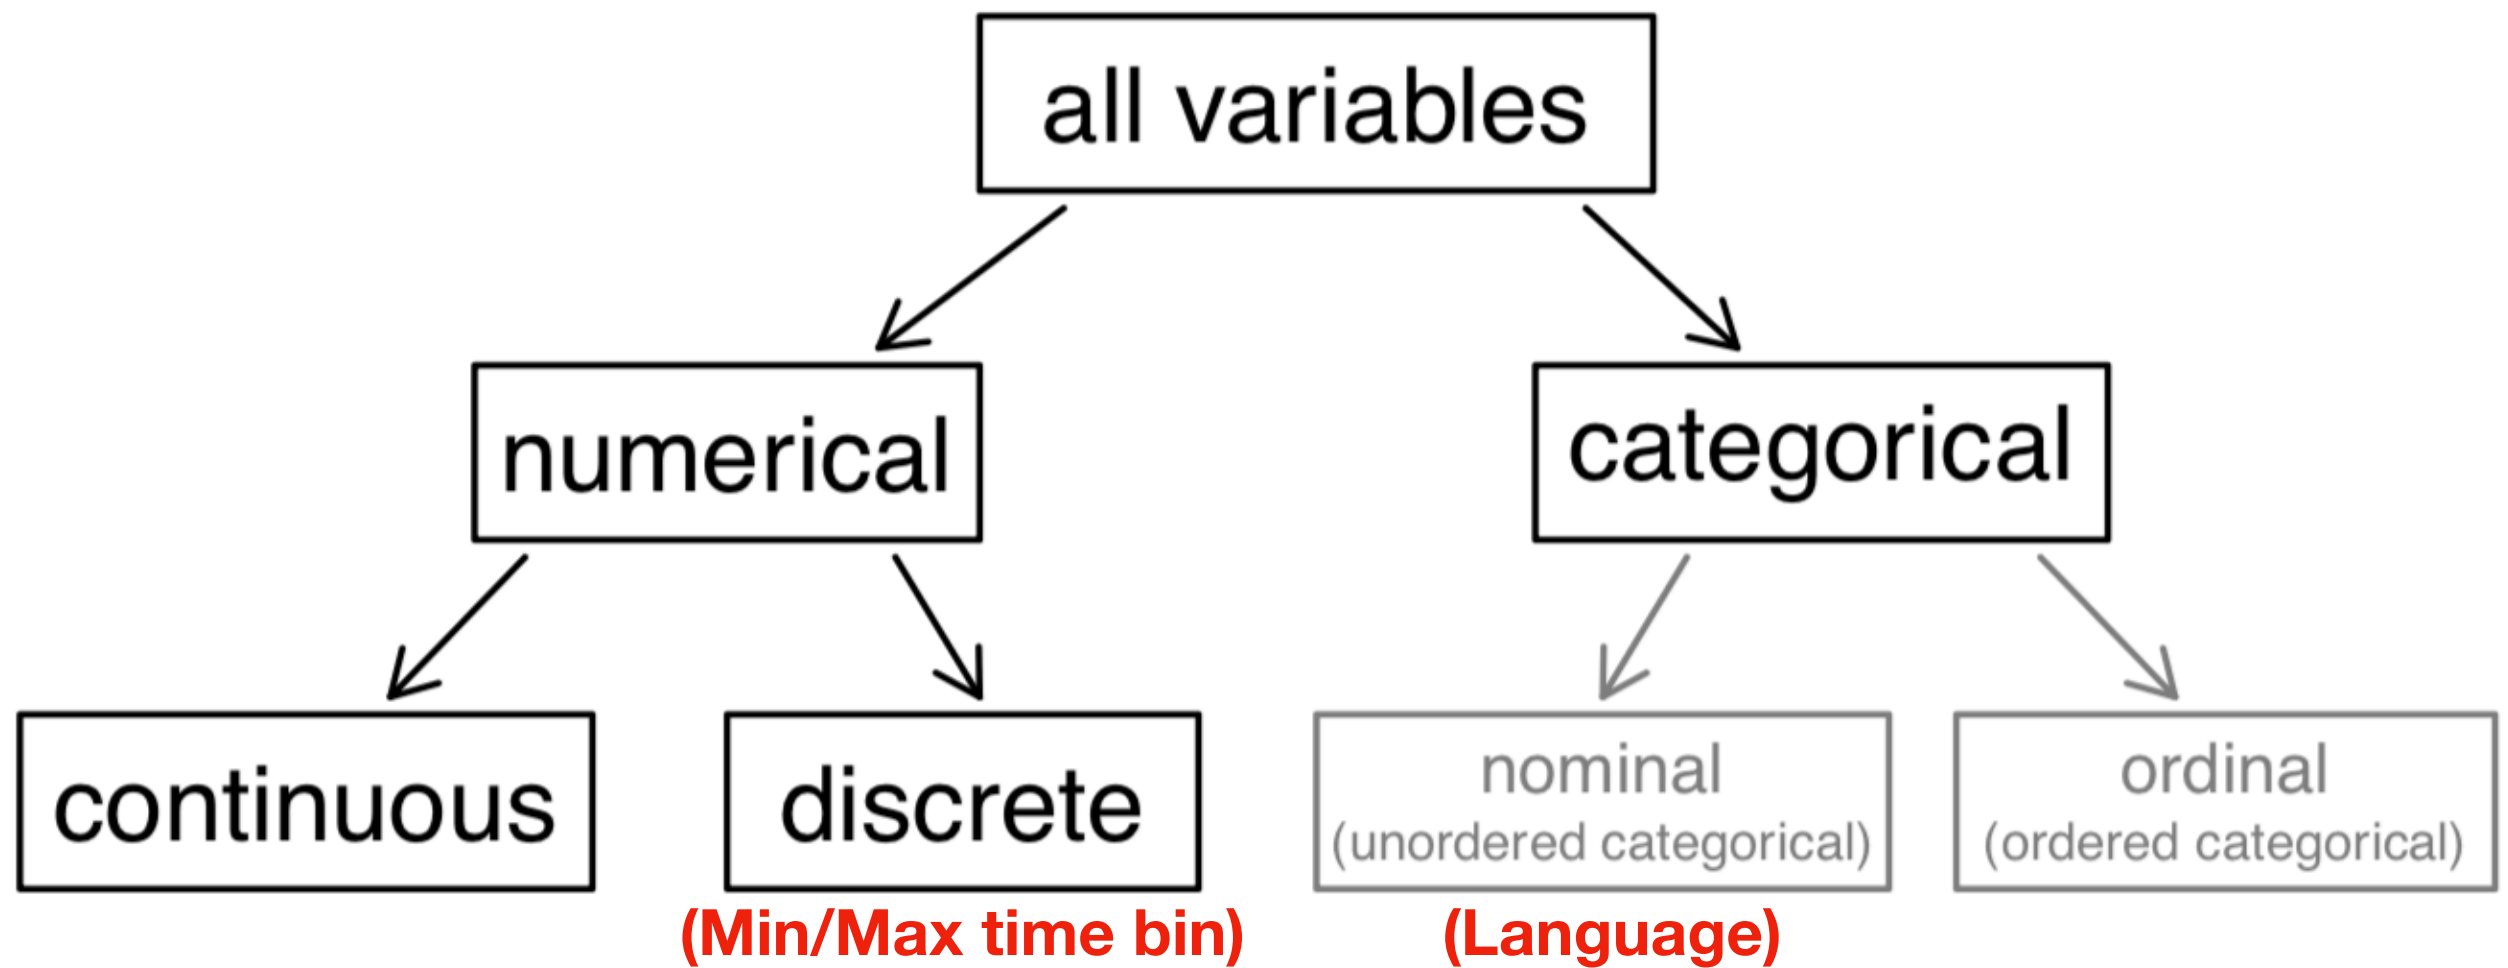 all variables
numerical
categorical
continuous
discrete
nominal
(unordered categorical)
ordinal
(ordered categorical)
(Min/Max time bin)
(Language)